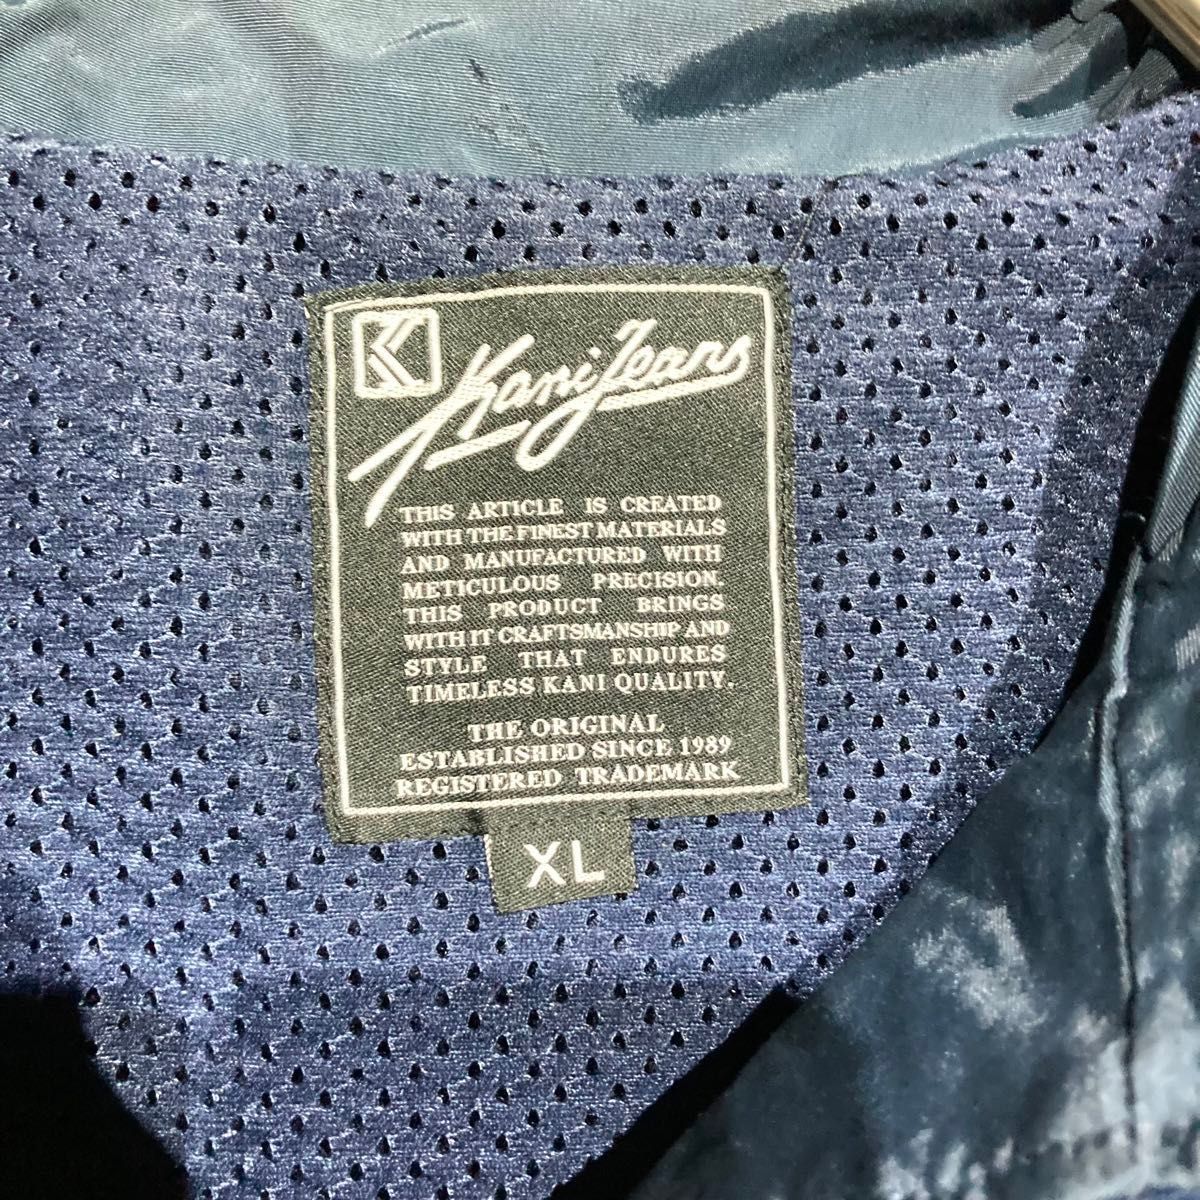 K Kani Jeans
THIS ARTICLE IS CREATED
WITH THE FINEST MATERIALS
AND MANUFACTURED WITH
METICULOUS PRECISION.
THIS PRODUCT BRINGS
WITH IT CRAFTSMANSHIP AND
STYLE THAT ENDURES
TIMELESS KANI QUALITY.
THE ORIGINAL
ESTABLISHED SINCE 1989
REGISTERED TRADEMARK
XL